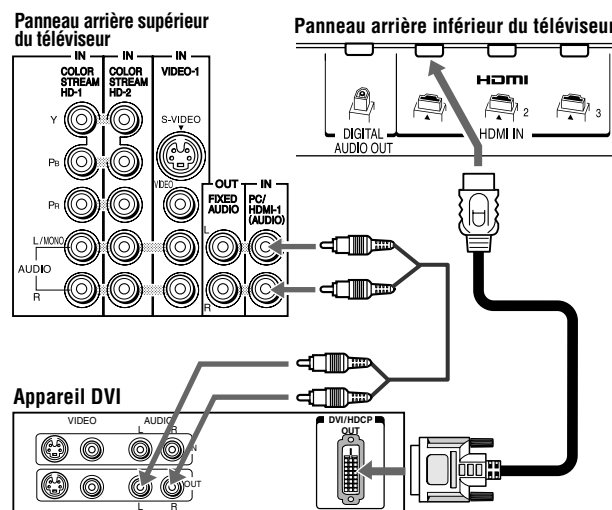 Panneau arrière supérieur
du téléviseur
Panneau arrière inférieur du téléviseur
IN
IN
IN
COLOR
STREAM
HD-1
COLOR
STREAM
HD-2
VIDEO-1
Y
S-VIDEO
PB
VIDEO
PR
OUT
IN
FIXED
AUDIO
PC/
HDMI-1
(AUDIO)
L/MONO
L
AUDIO
R
R
HDMI
2
3
DIGITAL
AUDIO OUT
HDMI IN
Appareil DVI
VIDEO
AUDIO
L
R
IN
OUT
L
R
DVI/HDCP
OUT